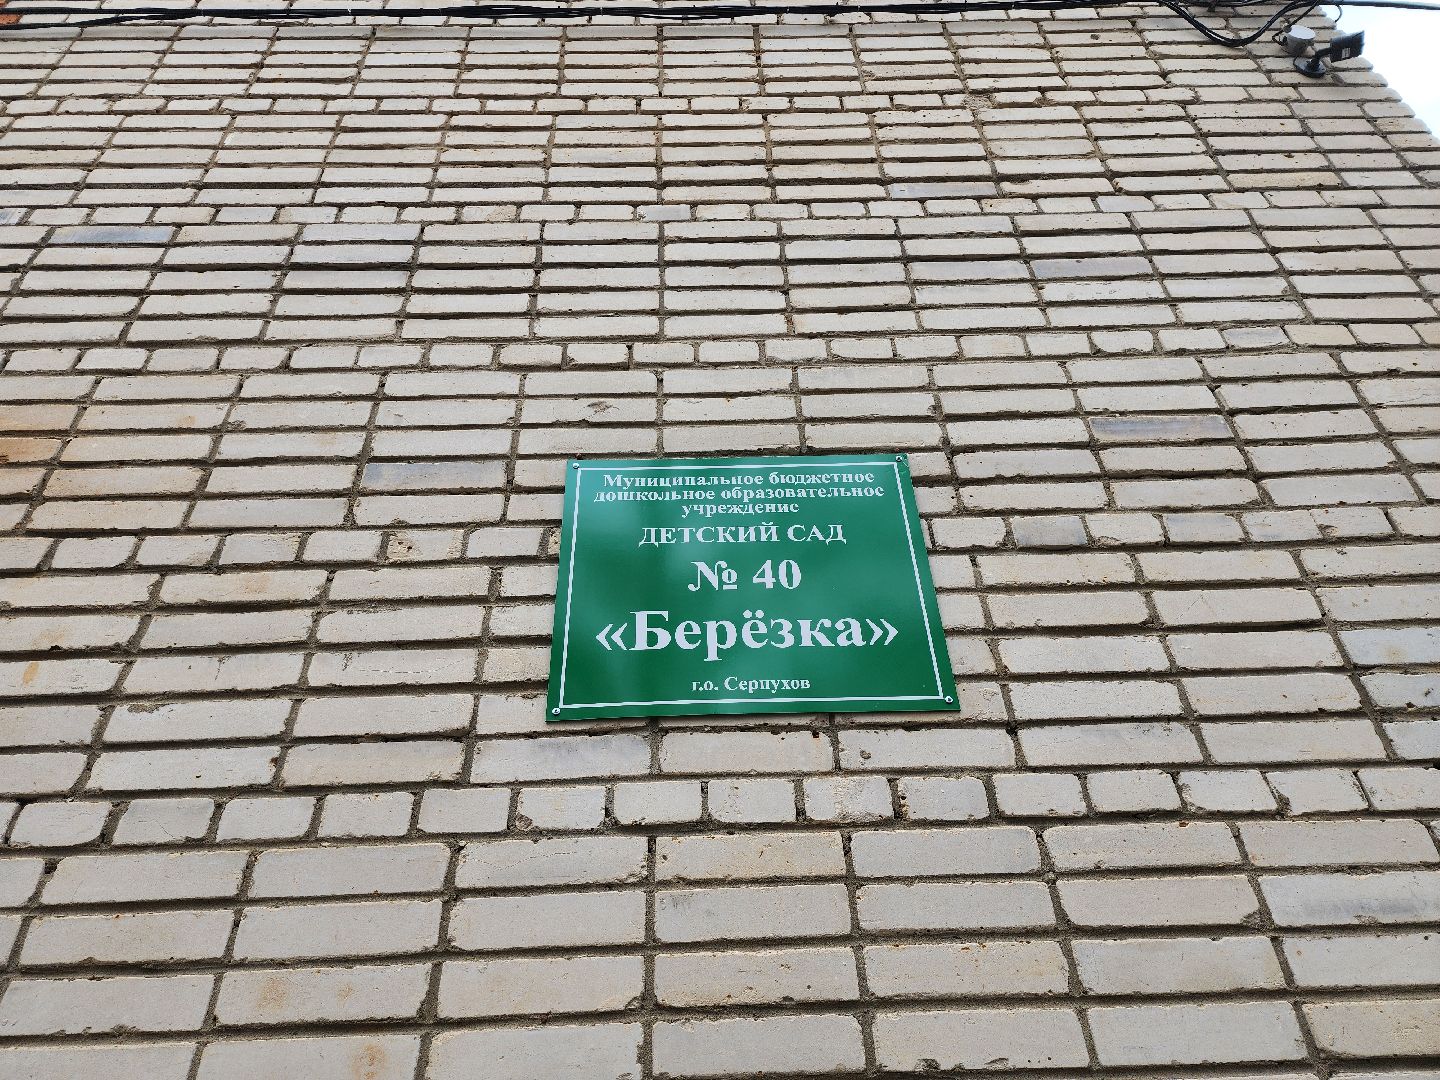 Муниципальное бюджетное
дошкольное образовательное
учреждение
ДЕТСКИЙ САД
№ 40
«Берёзка»
г.о. Серпухов